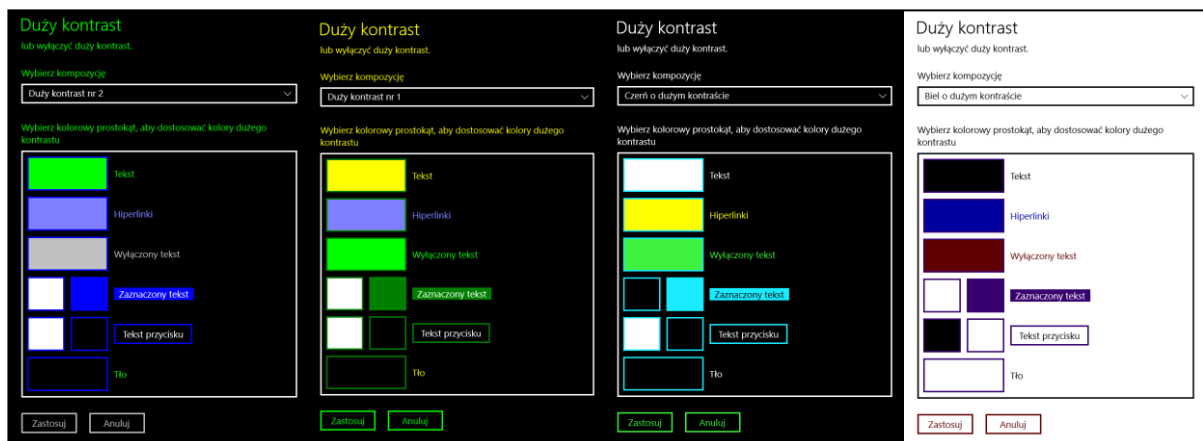 Duży kontrast
lub wyłączyć duży kontrast.
Wybierz kompozycję
Duży kontrast nr 2
Wybierz kolorowy prostokąt, aby dostosować kolory dużego
kontrastu
Tekst
Hiperlinki
Wyłączony tekst
Zaznaczony tekst
Tekst przycisku
Tło
Zastosuj
Anuluj
Duży kontrast
lub wyłączyć duży kontrast.
Wybierz kompozycję
Duży kontrast nr 1
Wybierz kolorowy prostokąt, aby dostosować kolory dużego
kontrastu
Tekst
Hiperlinki
Wyłączony tekst
Zaznaczony tekst
Tekst przycisku
Tło
Zastosuj
Anuluj
Duży kontrast
lub wyłączyć duży kontrast.
Wybierz kompozycję
Czerń o dużym kontraście
Wybierz kolorowy prostokąt, aby dostosować kolory dużego
kontrastu
Tekst
Hiperlinki
Wyłączony tekst
Zaznaczony tekst
Tekst przycisku
Tło
Zastosuj
Anuluj
Duży kontrast
lub wyłączyć duży kontrast.
Wybierz kompozycję
Biel o dużym kontraście
Wybierz kolorowy prostokąt, aby dostosować kolory dużego
kontrastu
Tekst
Hiperlinki
Wyłączony tekst
Zaznaczony tekst
Tekst przycisku
Tło
Zastosuj
Anuluj